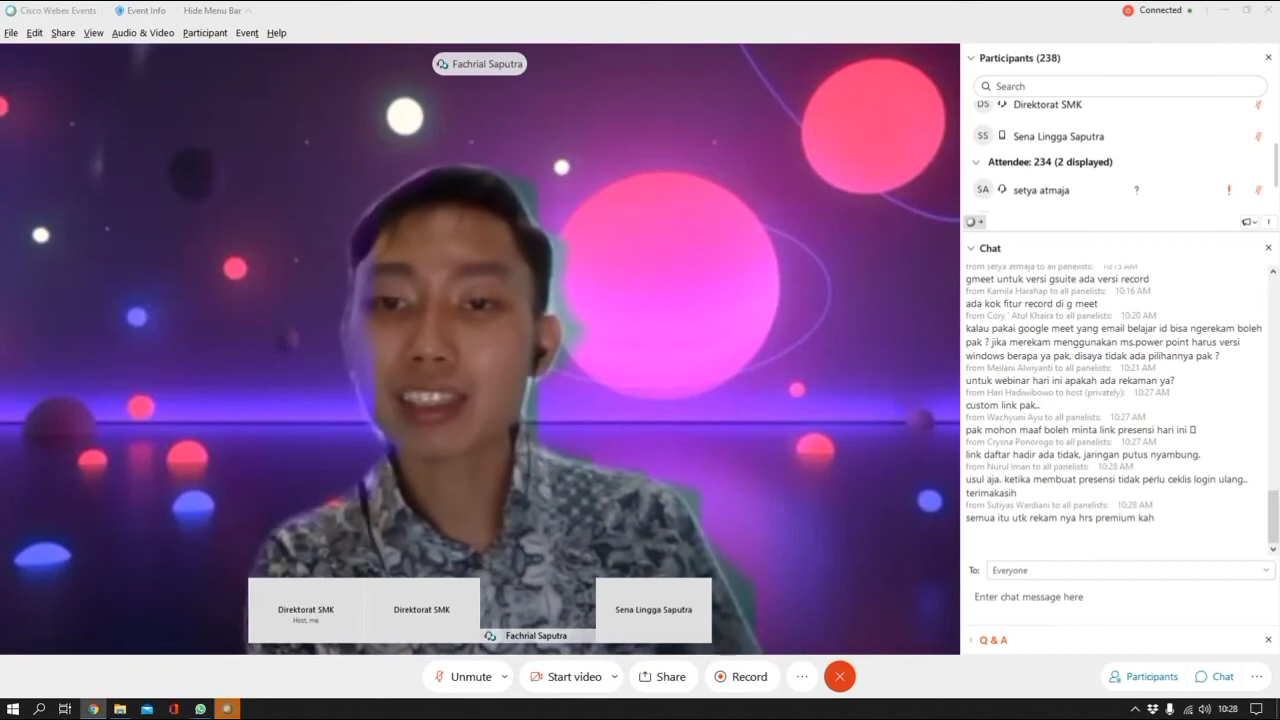 Cisco Webex Events
Event Info
Hide Menu Bar
Connected
File Edit Share View Audio & Video Participant Event Help
Fachrial Saputra
Participants (238)
Search
DS Direktorat SMK
SS Sena Lingga Saputra
Attendee: 234 (2 displayed)
SA setya atmaja ? !
Chat
from setya atmaja to all panelists: 10:15 AM
gmeet untuk versi gsuite ada versi record
from Kamila Harahap to all panelists: 10:16 AM
ada kok fitur record di g meet
from Cory ' Atul Khaira to all panelists: 10:20 AM
kalau pakai google meet yang email belajar id bisa ngerekam boleh
pak ? jika merekam menggunakan ms.power point harus versi
windows berapa ya pak, disaya tidak ada pilihannya pak ?
from Meilani Alwiyanti to all panelists: 10:21 AM
untuk webinar hari ini apakah ada rekaman ya?
from Hari Hadiwibowo to host (privately): 10:27 AM
custom link pak..
from Wachyuni Ayu to all panelists: 10:27 AM
pak mohon maaf boleh minta link presensi hari ini
from Crysna Ponorogo to all panelists: 10:27 AM
link daftar hadir ada tidak, jaringan putus nyambung,
from Nurul Iman to all panelists: 10:28 AM
usul aja. ketika membuat presensi tidak perlu ceklis login ulang..
terimakasih
from Sutiyas Wardiani to all panelists: 10:28 AM
semua itu utk rekam nya hrs premium kah
To: Everyone
Enter chat message here
Q & A
Direktorat SMK
Host, me
Direktorat SMK
Fachrial Saputra
Sena Lingga Saputra
Unmute
Start video
Share
Record
Participants
Chat
10:28